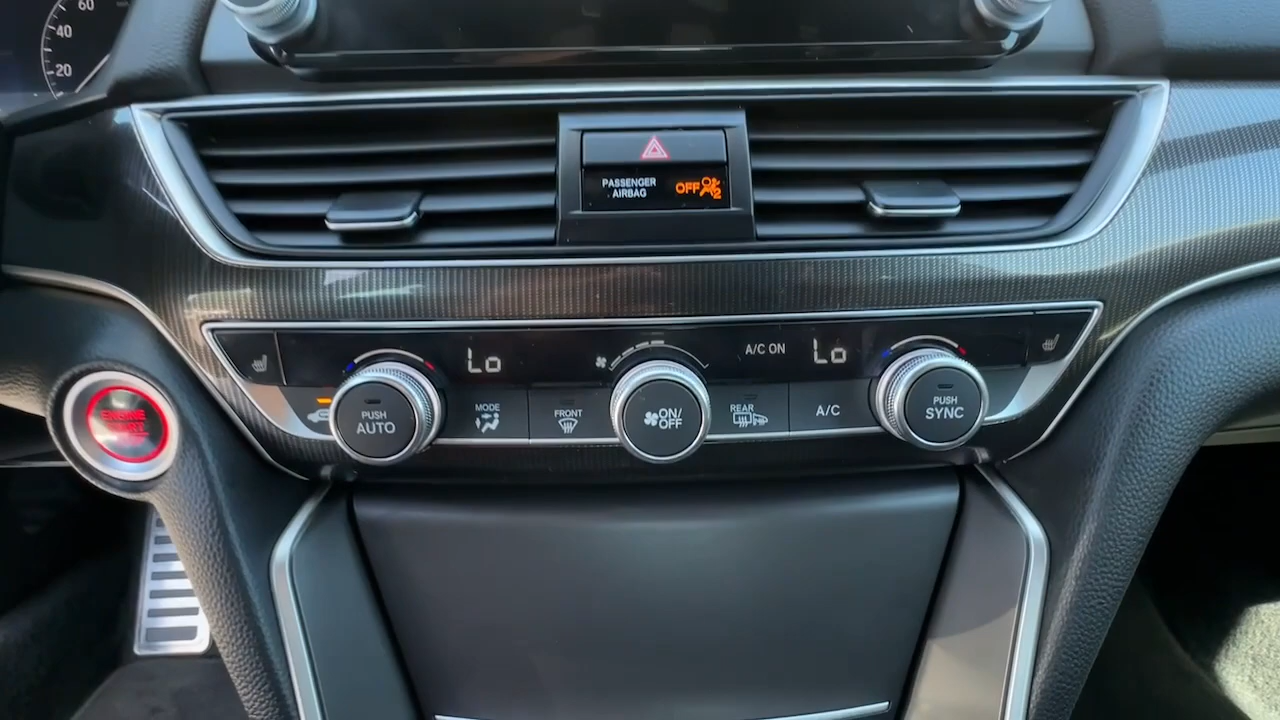 60
40
20
PASSENGER
AIRBAG
OFF
2
Lo
A/C ON
Lo
ENGINE
PUSH
AUTO
MODE
FRONT
ON/
OFF
REAR
A/C
PUSH
SYNC